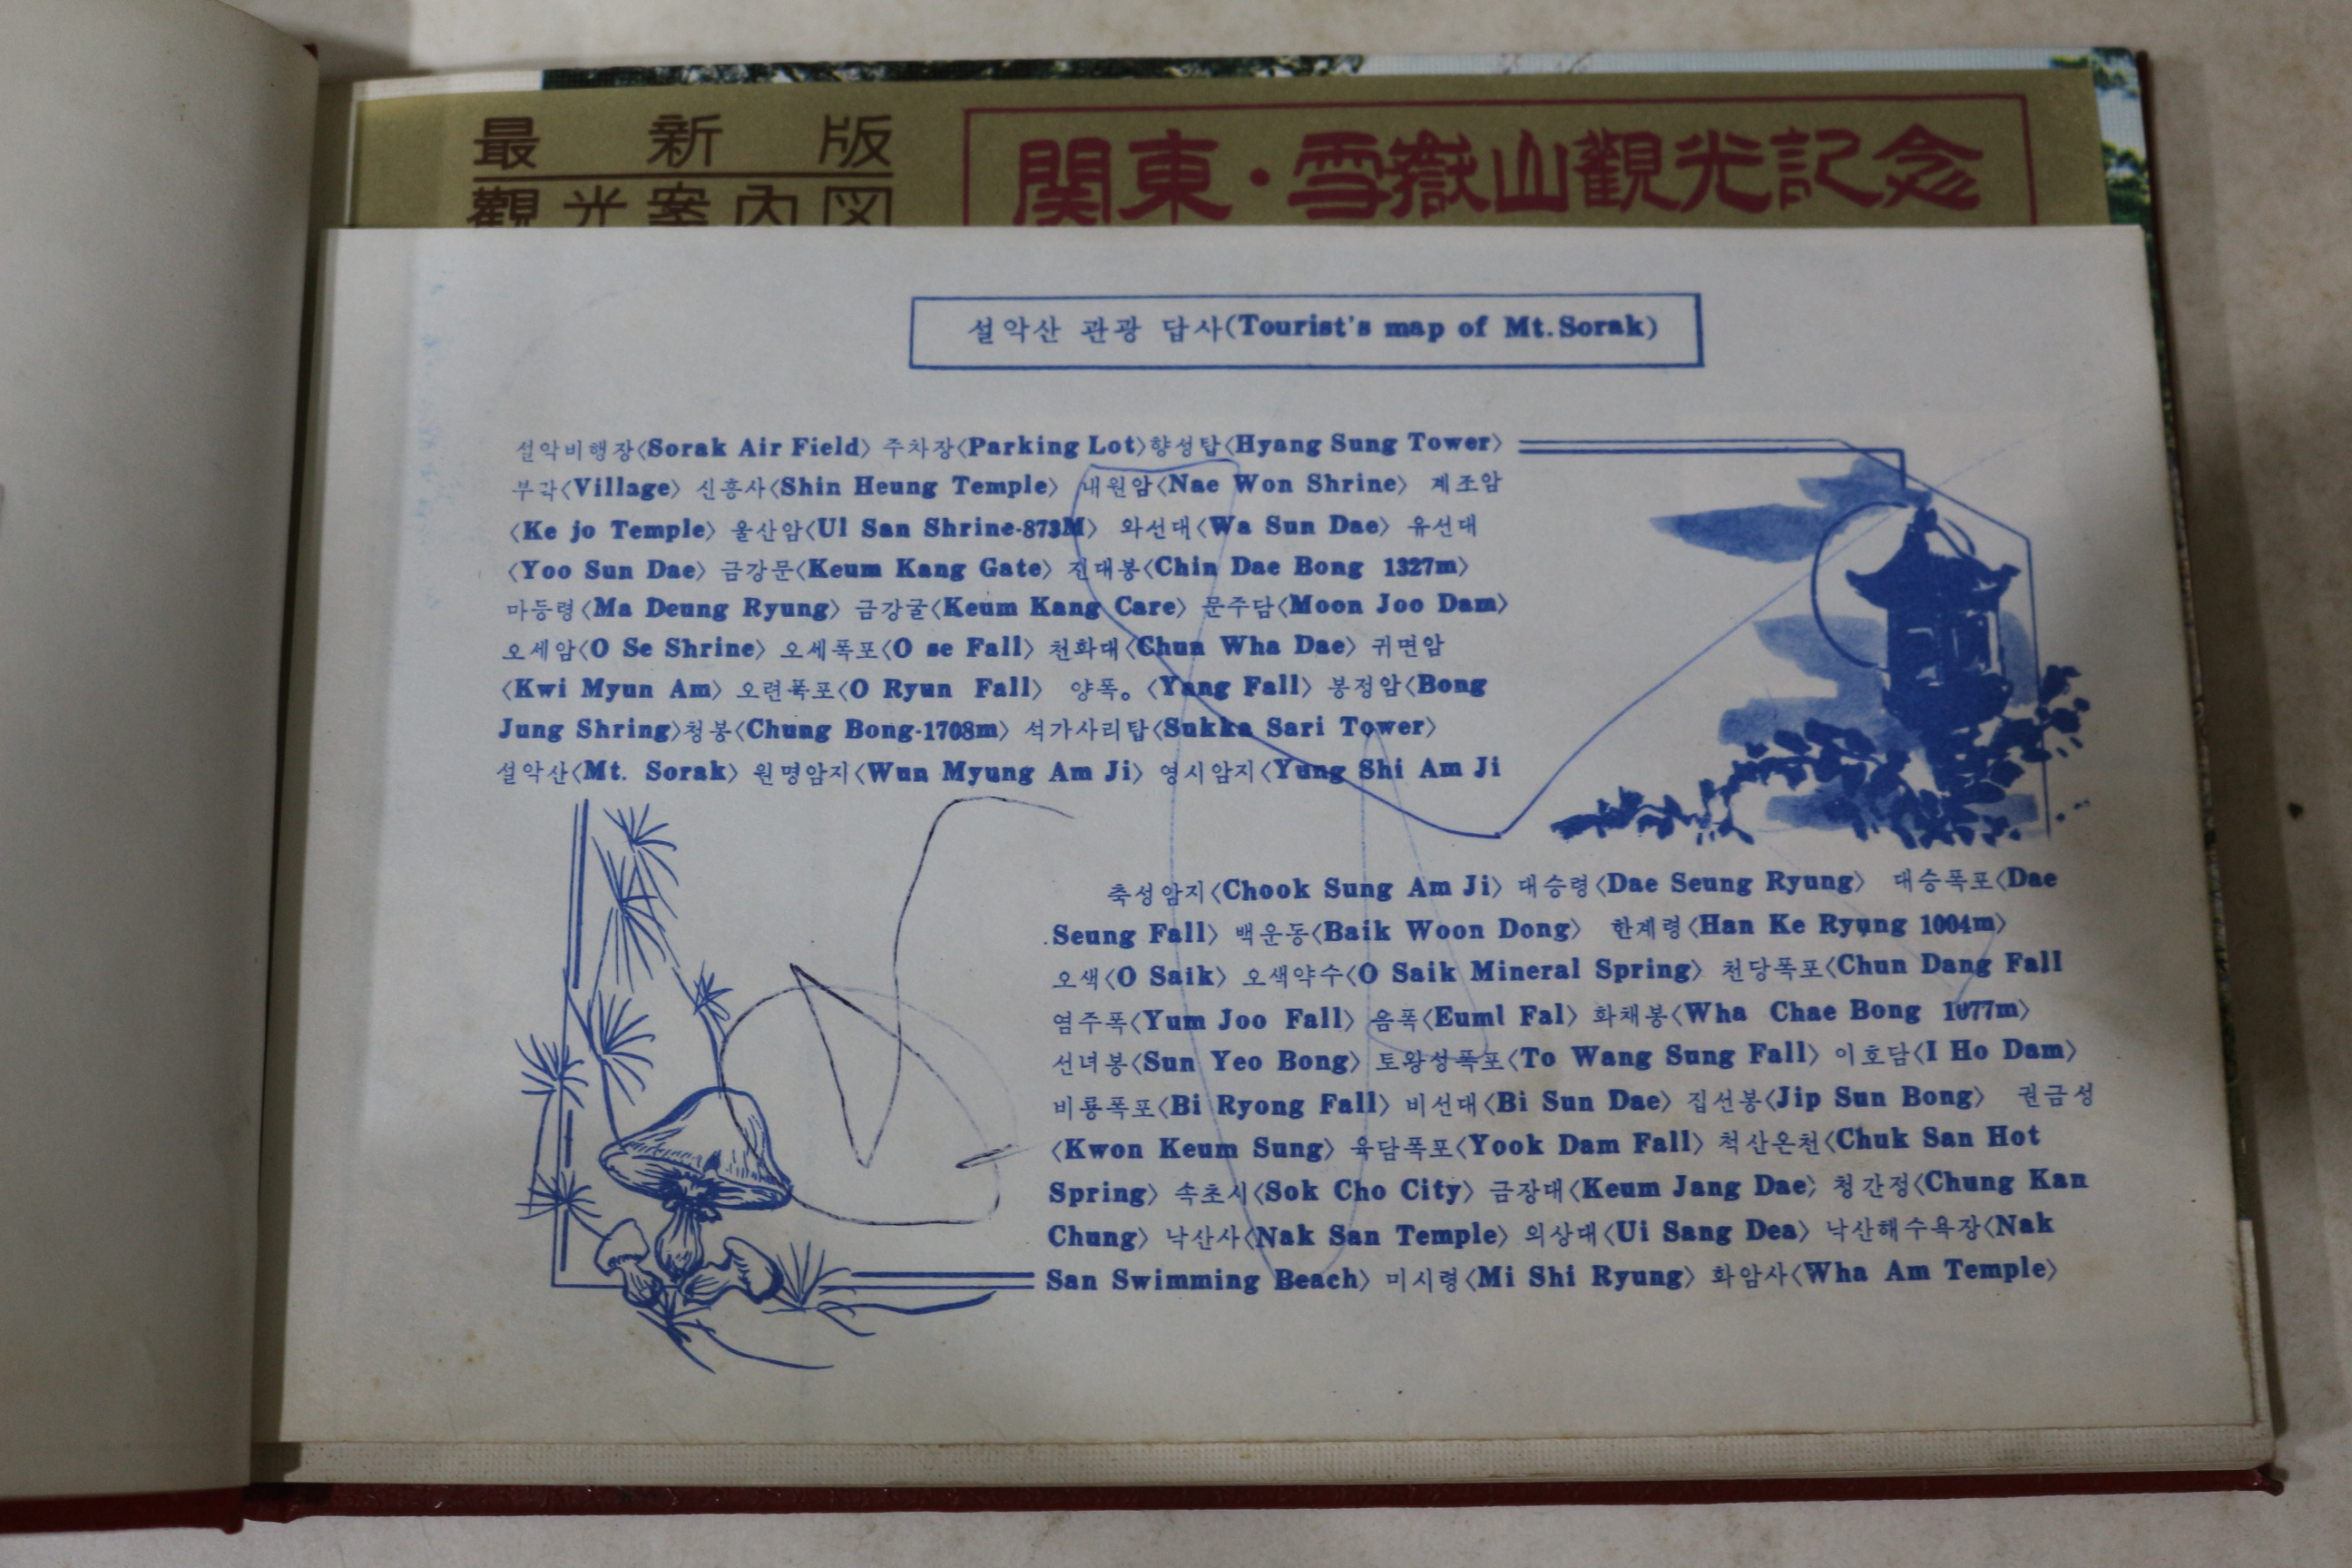 最新版
観光案內図
関東・雪嶽山観光記念
설악산 관광 답사(Tourist's map of Mt.Sorak)
설악비행장<Sorak Air Field> 주차장<Parking Lot>향성탑<Hyang Sung Tower>
부락<Village> 신흥사<Shin Heung Temple> 내원암<Nae Won Shrine> 계조암
<Ke jo Temple> 울산암<Ul San Shrine-873M> 와선대<Wa Sun Dae> 유선대
<Yoo Sun Dae> 금강문<Keum Kang Gate> 진대봉<Chin Dae Bong 1327m>
마등령<Ma Deung Ryung> 금강굴<Keum Kang Care> 문주담<Moon Joo Dam>
오세암<O Se Shrine> 오세폭포<O se Fall> 천화대<Chun Wha Dae> 귀면암
<Kwi Myun Am> 오련폭포<O Ryun Fall> 양폭。<Yang Fall> 봉정암<Bong
Jung Shring>청봉<Chung Bong-1708m> 석가사리탑<Sukka Sari Tower>
설악산<Mt. Sorak> 원명암지<Wun Myung Am Ji> 영시암지<Yung Shi Am Ji
축성암지<Chook Sung Am Ji> 대승령<Dae Seung Ryung> 대승폭포<Dae
Seung Fall> 백운동<Baik Woon Dong> 한계령<Han Ke Ryung 1004m>
오색<O Saik> 오색약수<O Saik Mineral Spring> 천당폭포<Chun Dang Fall
염주폭<Yum Joo Fall> 음폭<Euml Fal> 화채봉<Wha Chae Bong 1077m>
선녀봉<Sun Yeo Bong> 토왕성폭포<To Wang Sung Fall> 이호담<I Ho Dam>
비룡폭포<Bi Ryong Fall> 비선대<Bi Sun Dae> 집선봉<Jip Sun Bong> 권금성
<Kwon Keum Sung> 육담폭포<Yook Dam Fall> 척산온천<Chuk San Hot
Spring> 속초시<Sok Cho City> 금장대<Keum Jang Dae> 청간정<Chung Kan
Chung> 낙산사<Nak San Temple> 의상대<Ui Sang Dea> 낙산해수욕장<Nak
San Swimming Beach> 미시령<Mi Shi Ryung> 화암사<Wha Am Temple>